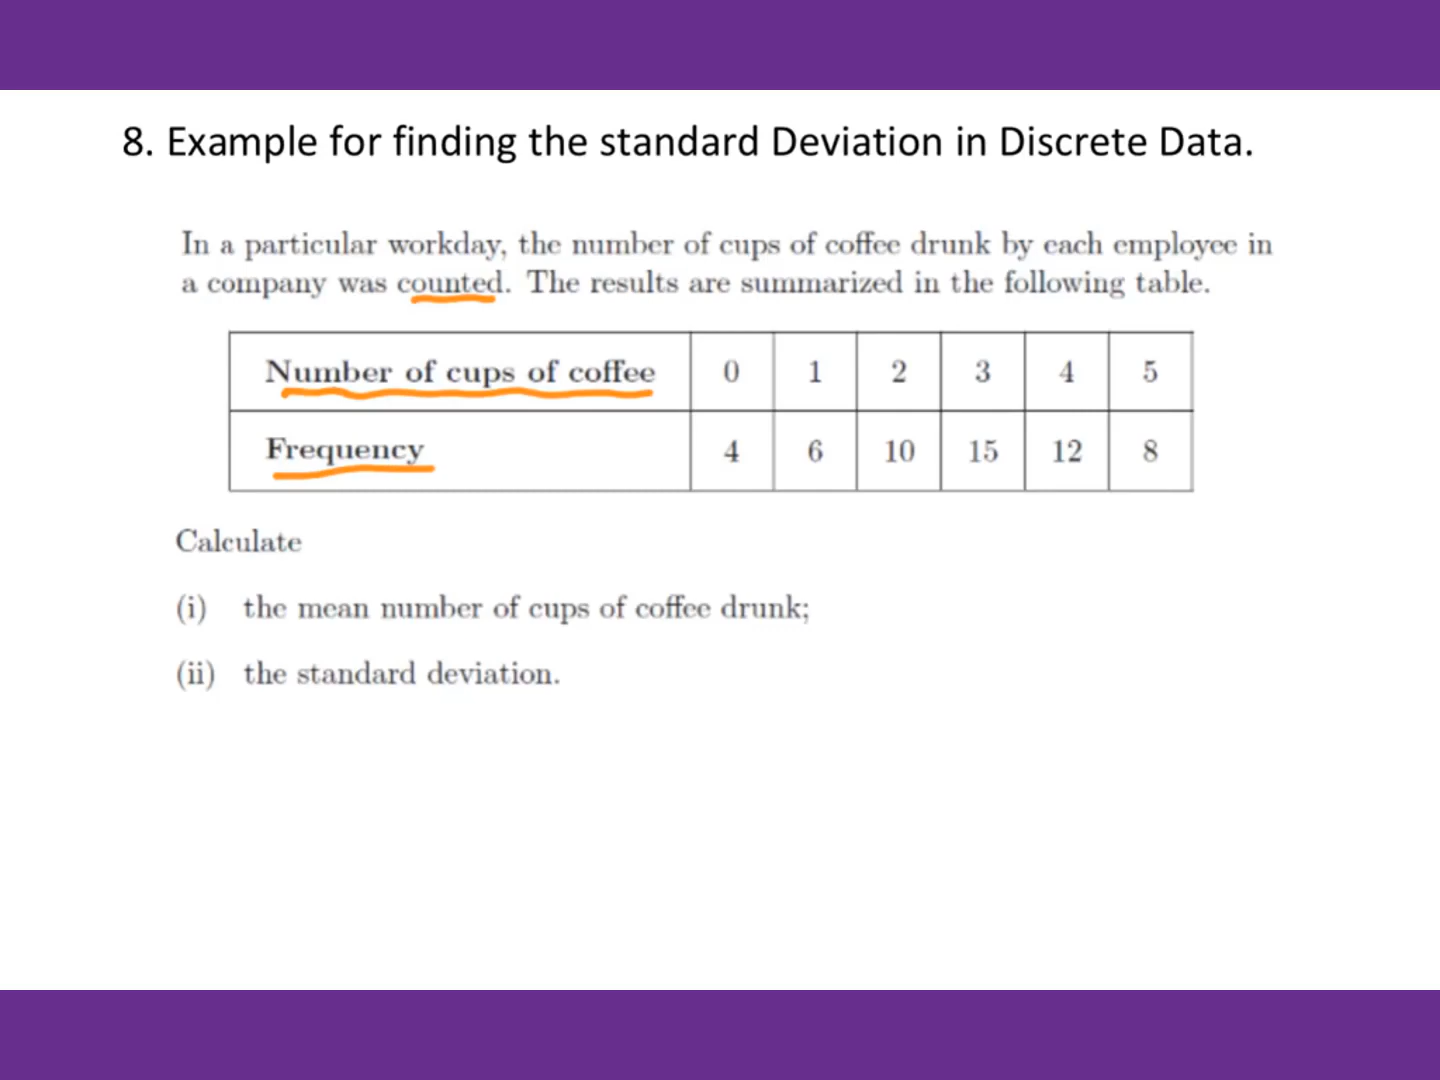 8. Example for finding the standard Deviation in Discrete Data.
In a particular workday, the number of cups of coffee drunk by each employee in
a company was counted. The results are summarized in the following table.
Number of cups of coffee 0 1 2 3 4 5
Frequency 4 6 10 15 12 8
Calculate
(i) the mean number of cups of coffee drunk;
(ii) the standard deviation.